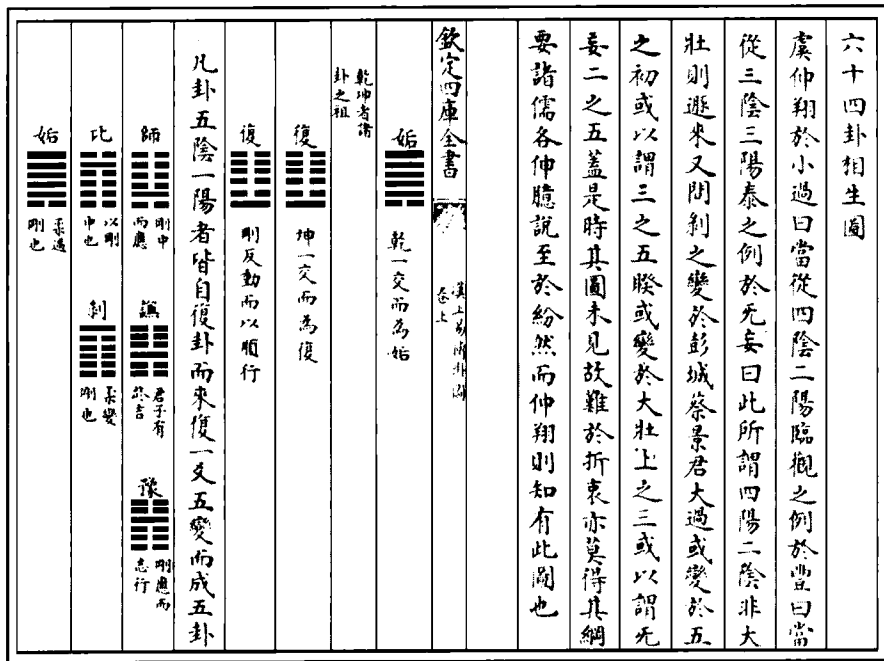 六十四卦相生圖
虞仲翔於小過曰當從四陰二陽臨觀之例於豐曰當
從三陰三陽泰之例於无妄曰此所謂四陽二陰非大
壯則遯來又閒剝之變於彭城蔡景君大過或變於五
之初或以謂三之五睽或變於大壯上之三或以謂无
妄二之五蓋是時其圖未見故難於折衷亦莫得其綱
要諸儒各伸臆說至於紛然而仲翔則知有此圖也
欽定四庫全書
漢上易傳卦圖
卷上
姤
乾一交而為姤
乾坤者諸
卦之祖
復
坤一交而為復
復
剛反動而以順行
凡卦五陰一陽者皆自復卦而來復一爻五變而成五卦
師
剛中
而應
謙
君子有
終吉
豫
剛應而
志行
比
以剛
中也
剝
柔變
剛也
姤
柔遇
剛也